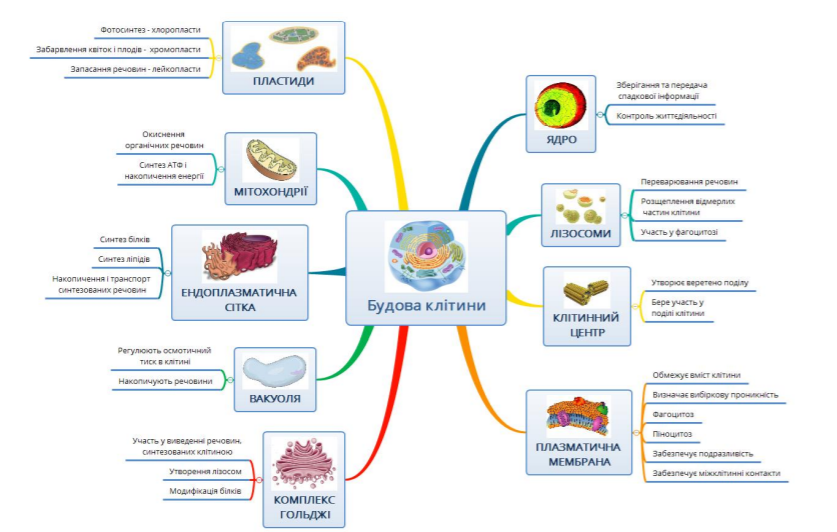 Фотосинтез - хлоропласти
Забарвлення квіток і плодів - хромопласти
Запасання речовин - лейкопласти
ПЛАСТИДИ
Окиснення
органічних речовин
Синтез АТФ і
накопичення енергії
МІТОХОНДРІЇ
Синтез білків
Синтез ліпідів
Накопичення і транспорт
синтезованих речовин
ЕНДОПЛАЗМАТИЧНА
СІТКА
Регулюють осмотичний
тиск в клітині
Накопичують речовини
ВАКУОЛЯ
Участь у виведенні речовин,
синтезованих клітиною
Утворення лізосом
Модифікація білків
КОМПЛЕКС
ГОЛЬДЖІ
Будова клітини
ЯДРО
Зберігання та передача
спадкової інформації
Контроль життєдіяльності
ЛІЗОСОМИ
Переварювання речовин
Розщеплення відмерлих
частин клітини
Участь у фагоцитозі
КЛІТИННИЙ
ЦЕНТР
Утворює веретено поділу
Бере участь у
поділі клітини
ПЛАЗМАТИЧНА
МЕМБРАНА
Обмежує вміст клітини
Визначає вибіркову проникність
Фагоцитоз
Піноцитоз
Забезпечує подразливість
Забезпечує міжклітинні контакти